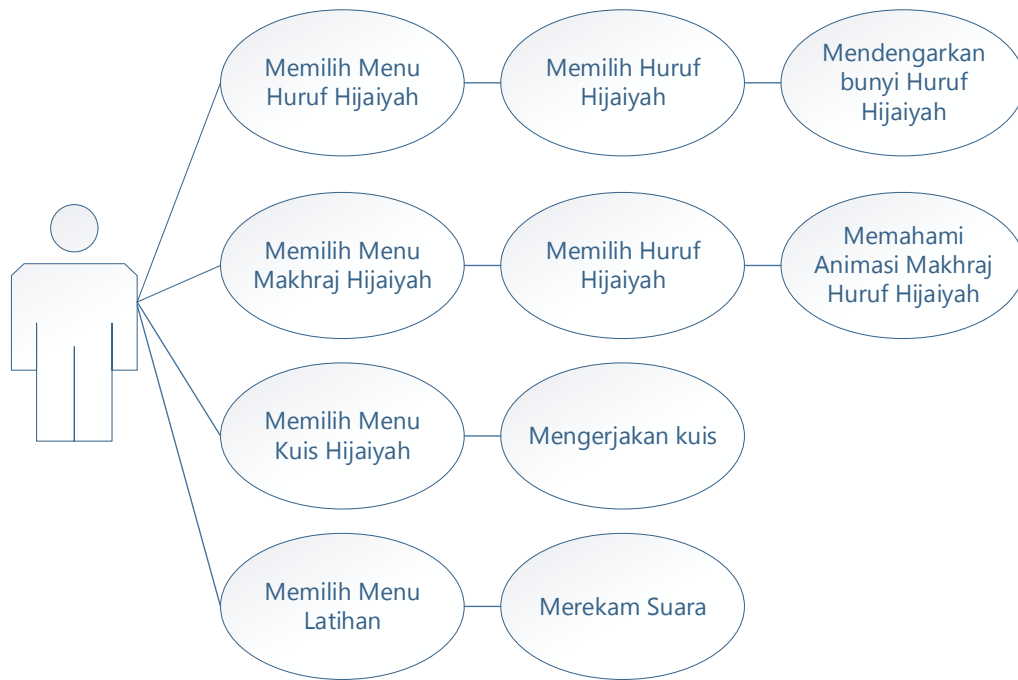 Memilih Menu
Huruf Hijaiyah
Memilih Huruf
Hijaiyah
Mendengarkan
bunyi Huruf
Hijaiyah
Memilih Menu
Makhraj Hijaiyah
Memilih Huruf
Hijaiyah
Memahami
Animasi Makhraj
Huruf Hijaiyah
Memilih Menu
Kuis Hijaiyah
Mengerjakan kuis
Memilih Menu
Latihan
Merekam Suara